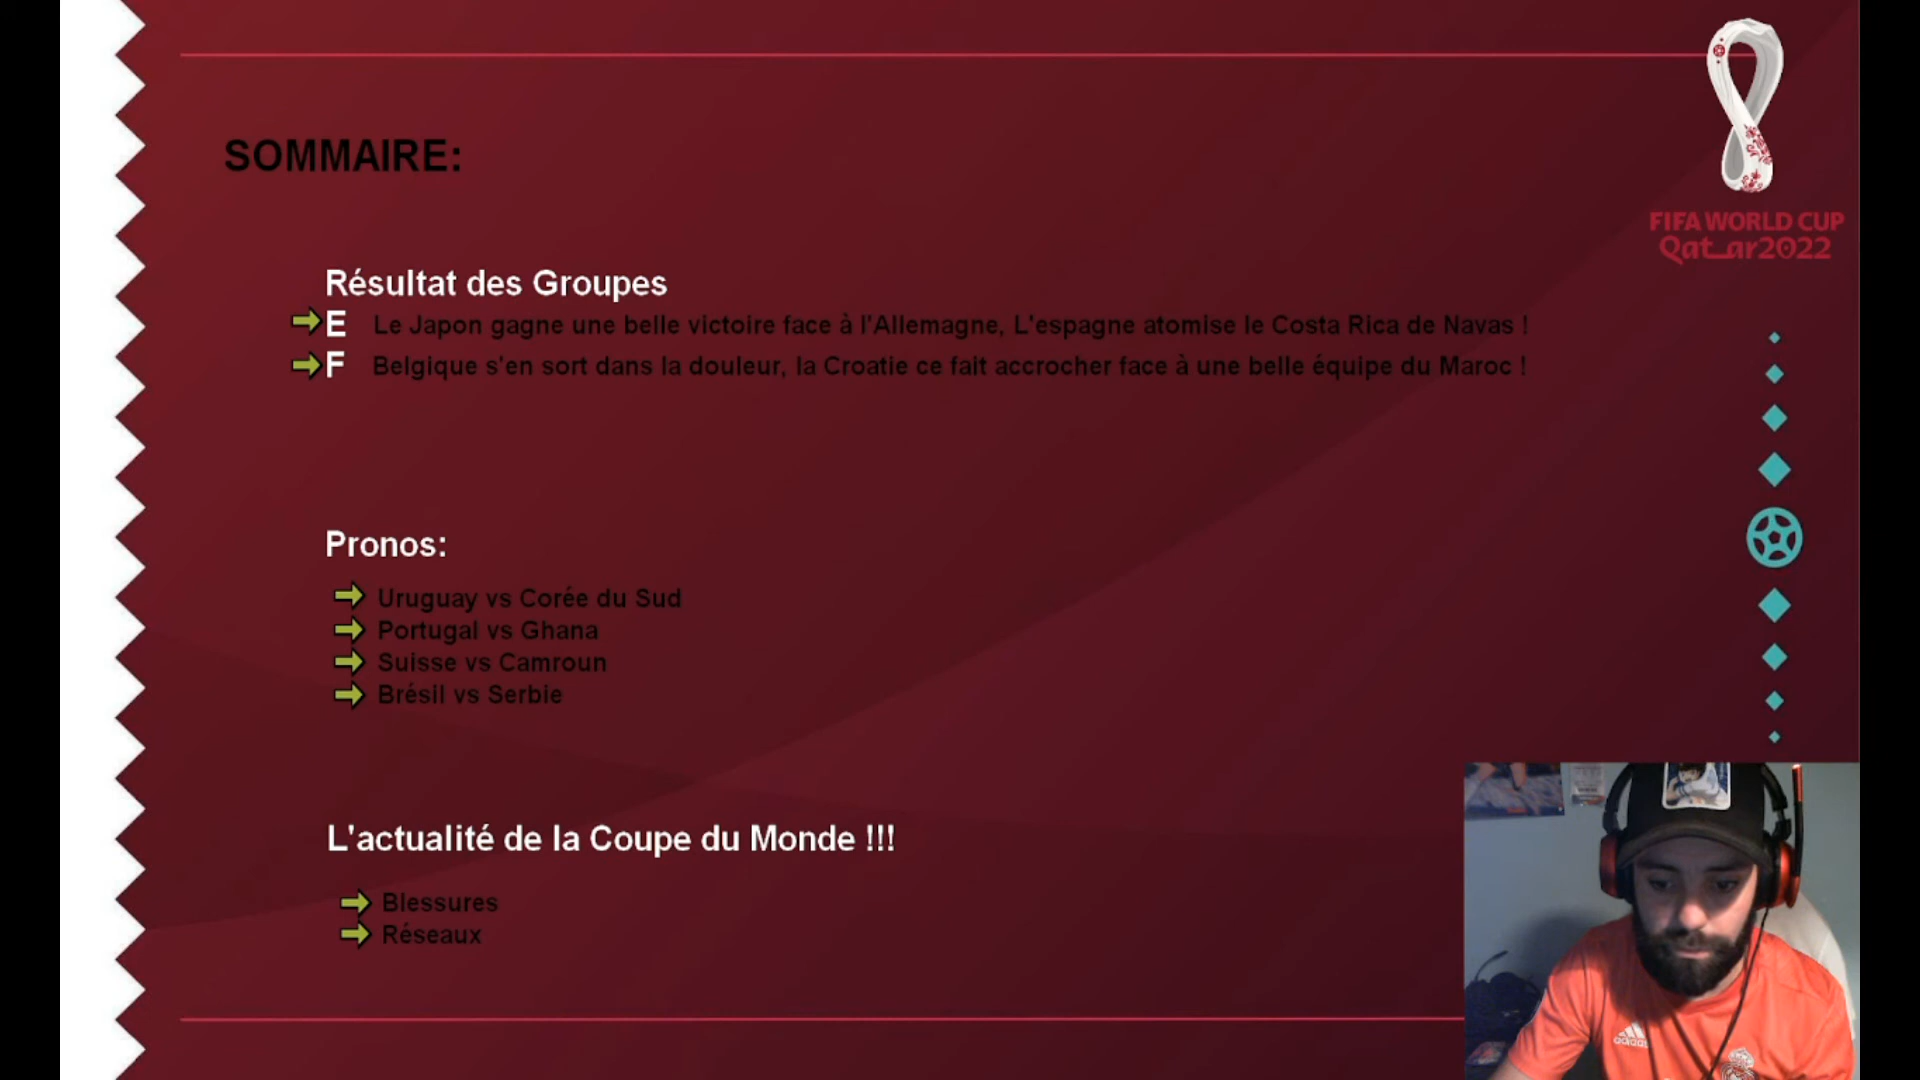 FIFA WORLD CUP
Qatar2022
SOMMAIRE:
Résultat des Groupes
E Le Japon gagne une belle victoire face à l'Allemagne, L'espagne atomise le Costa Rica de Navas !
F Belgique s'en sort dans la douleur, la Croatie ce fait accrocher face à une belle équipe du Maroc !
Pronos:
Uruguay vs Corée du Sud
Portugal vs Ghana
Suisse vs Camroun
Brésil vs Serbie
L'actualité de la Coupe du Monde !!!
Blessures
Réseaux
adidas